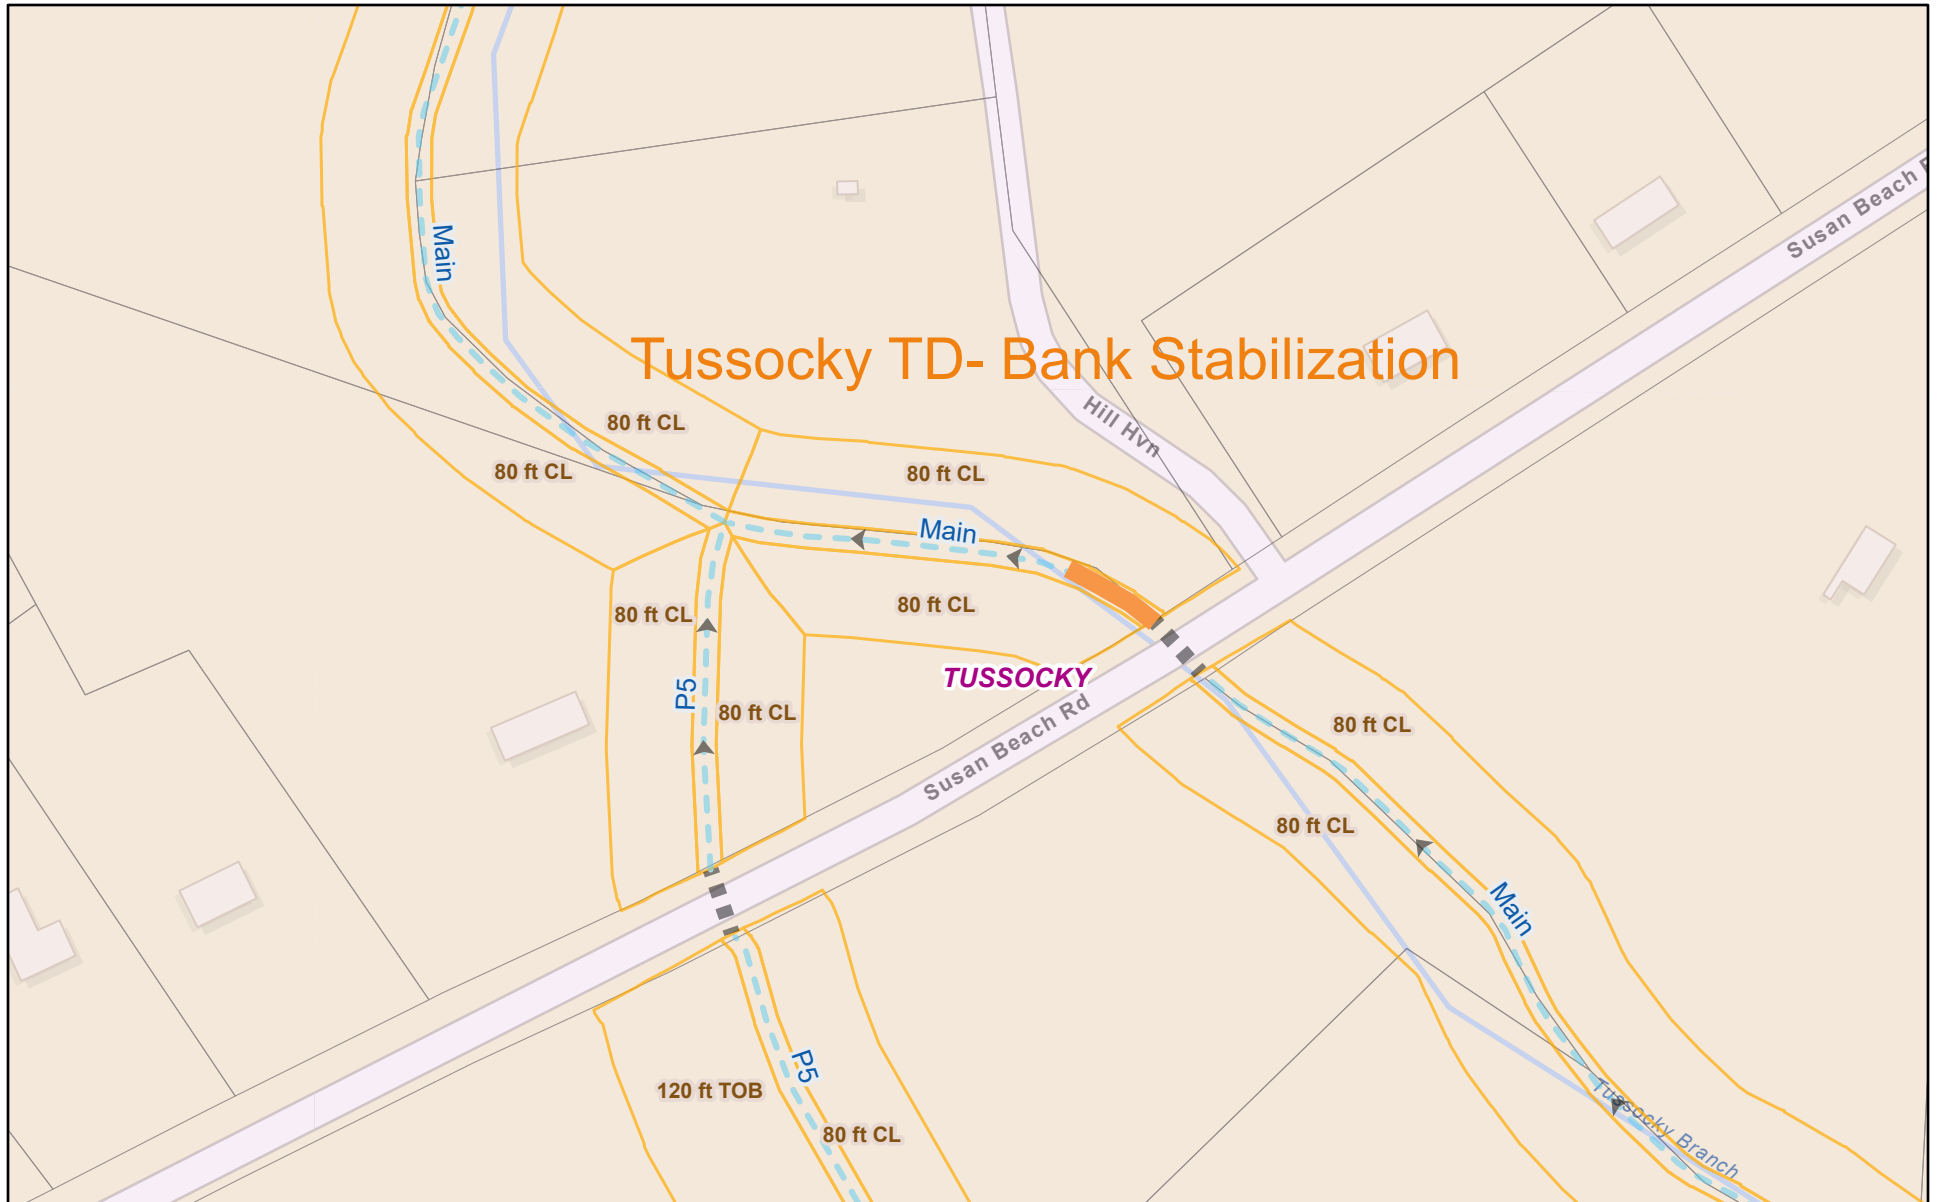 Susan Beach R
Main
Tussocky TD- Bank Stabilization
Hill Hvn
80 ft CL
80 ft CL
80 ft CL
Main
80 ft CL
80 ft CL
TUSSOCKY
P5
80 ft CL
Susan Beach Rd
80 ft CL
80 ft CL
Main
P5
120 ft TOB
80 ft CL
Tussocky Branch